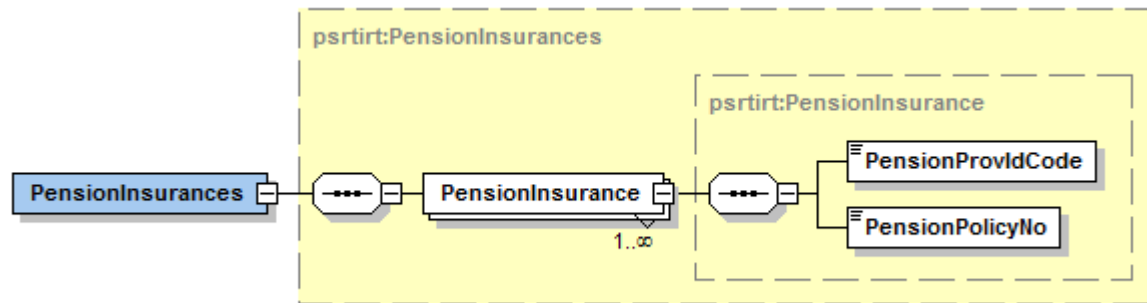 psrtirt:PensionInsurances
psrtirt:PensionInsurance
PensionProvIdCode
PensionInsurances
PensionInsurance
PensionPolicyNo
1..∞